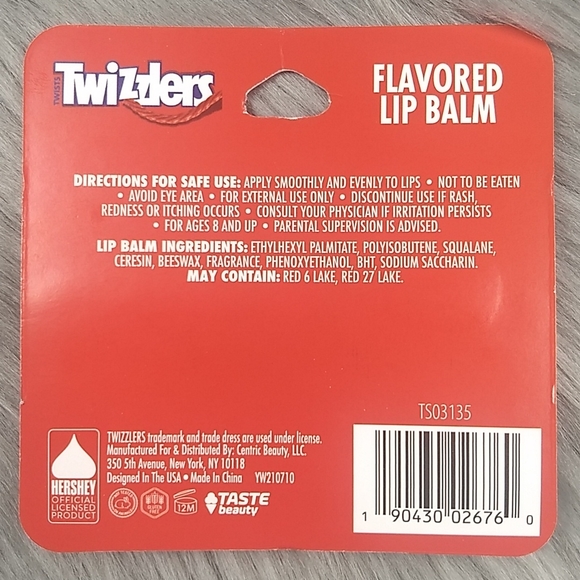 TWISTS
Twizzlers
FLAVORED
LIP BALM
DIRECTIONS FOR SAFE USE: APPLY SMOOTHLY AND EVENLY TO LIPS • NOT TO BE EATEN
• AVOID EYE AREA • FOR EXTERNAL USE ONLY • DISCONTINUE USE IF RASH,
REDNESS OR ITCHING OCCURS • CONSULT YOUR PHYSICIAN IF IRRITATION PERSISTS
• FOR AGES 8 AND UP • PARENTAL SUPERVISION IS ADVISED.
LIP BALM INGREDIENTS: ETHYLHEXYL PALMITATE, POLYISOBUTENE, SQUALANE,
CERESIN, BEESWAX, FRAGRANCE, PHENOXYETHANOL, BHT, SODIUM SACCHARIN.
MAY CONTAIN: RED 6 LAKE, RED 27 LAKE.
TS03135
HERSHEY
OFFICIAL
LICENSED
PRODUCT
TWIZZLERS trademark and trade dress are used under license.
Manufactured For & Distributed By: Centric Beauty, LLC.
350 5th Avenue, New York, NY 10118
Designed In The USA • Made In China YW210710
GLUTEN
FREE
12M
TASTE
beauty
1 90430 02676 0